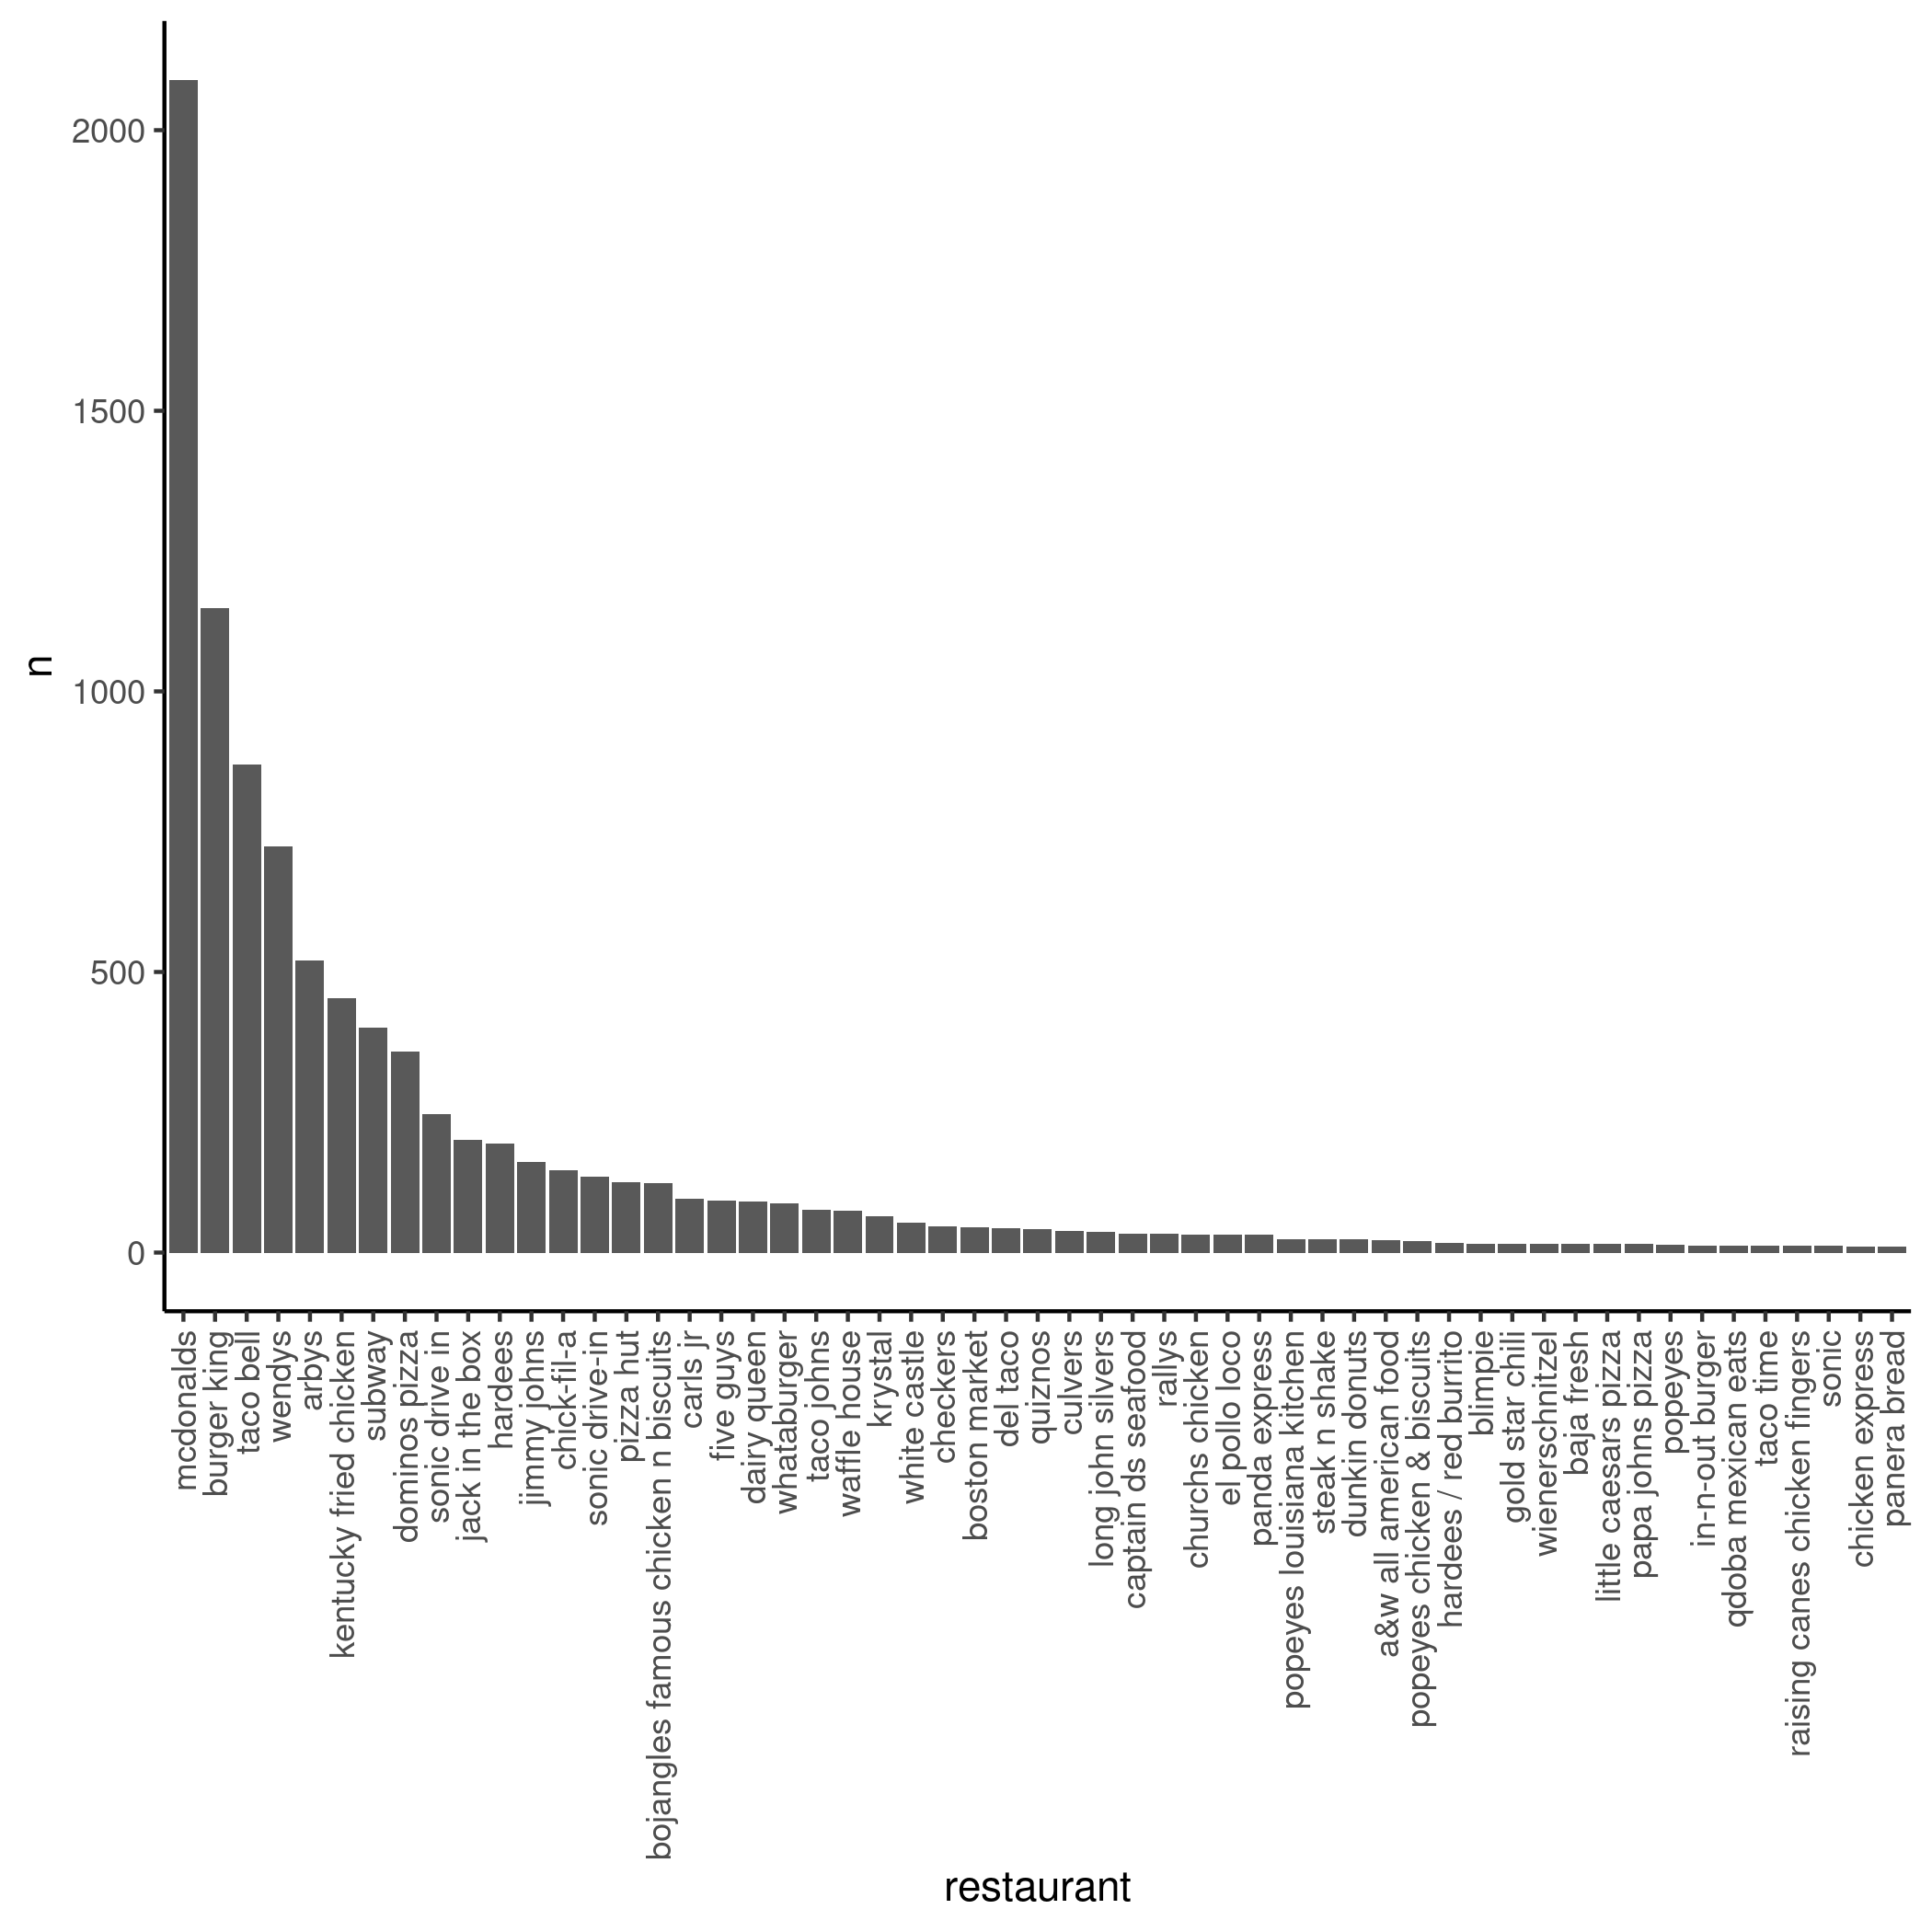 n
2000
1500
1000
500
0
mcdonalds
burger king
taco bell
wendys
arbys
kentucky fried chicken
subway
dominos pizza
sonic drive in
jack in the box
hardees
jimmy johns
chick-fill-a
sonic drive-in
pizza hut
bojangles famous chicken n biscuits
carls jr
five guys
dairy queen
whataburger
taco johns
waffle house
krystal
white castle
checkers
boston market
del taco
quiznos
culvers
long john silvers
captain ds seafood
rallys
churchs chicken
el pollo loco
panda express
popeyes louisiana kitchen
steak n shake
dunkin donuts
a&w all american food
popeyes chicken & biscuits
hardees / red burrito
blimpie
gold star chili
wienerschnitzel
baja fresh
little caesars pizza
papa johns pizza
popeyes
in-n-out burger
qdoba mexican eats
taco time
raising canes chicken fingers
sonic
chicken express
panera bread
restaurant